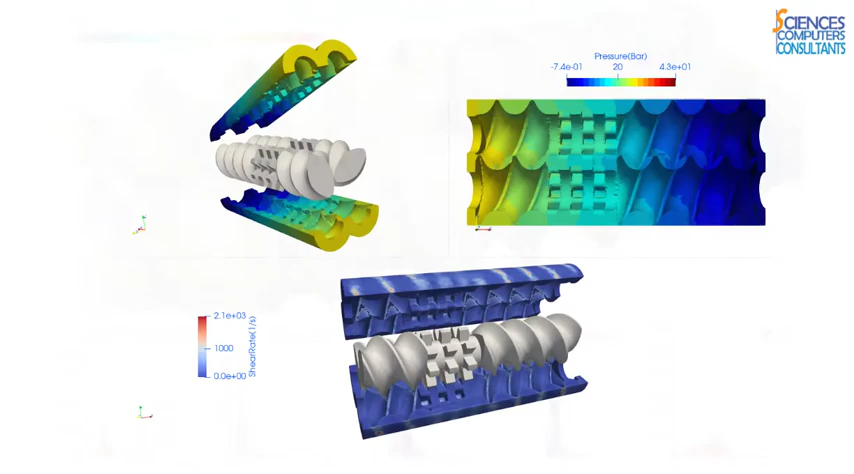 SCIENCES
COMPUTERS
CONSULTANTS
Pressure(Bar)
-7.4e-01 20 4.3e+01
2.1e+03
1000
0.0e+00
ShearRate(1/s)